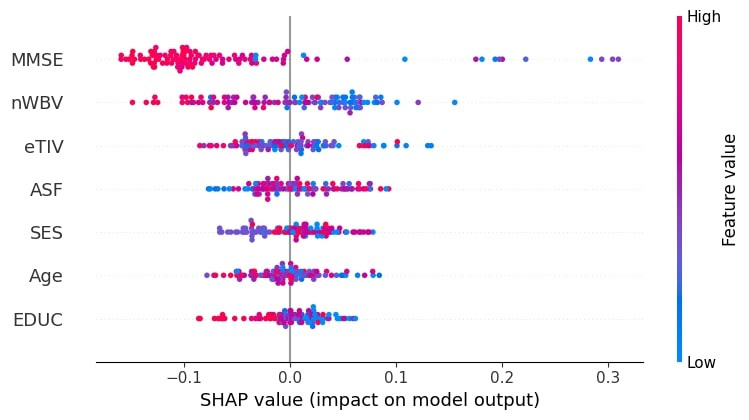 High
MMSE
nWBV
eTIV
ASF
SES
Age
EDUC
Feature value
Low
−0.1 0.0 0.1 0.2 0.3
SHAP value (impact on model output)